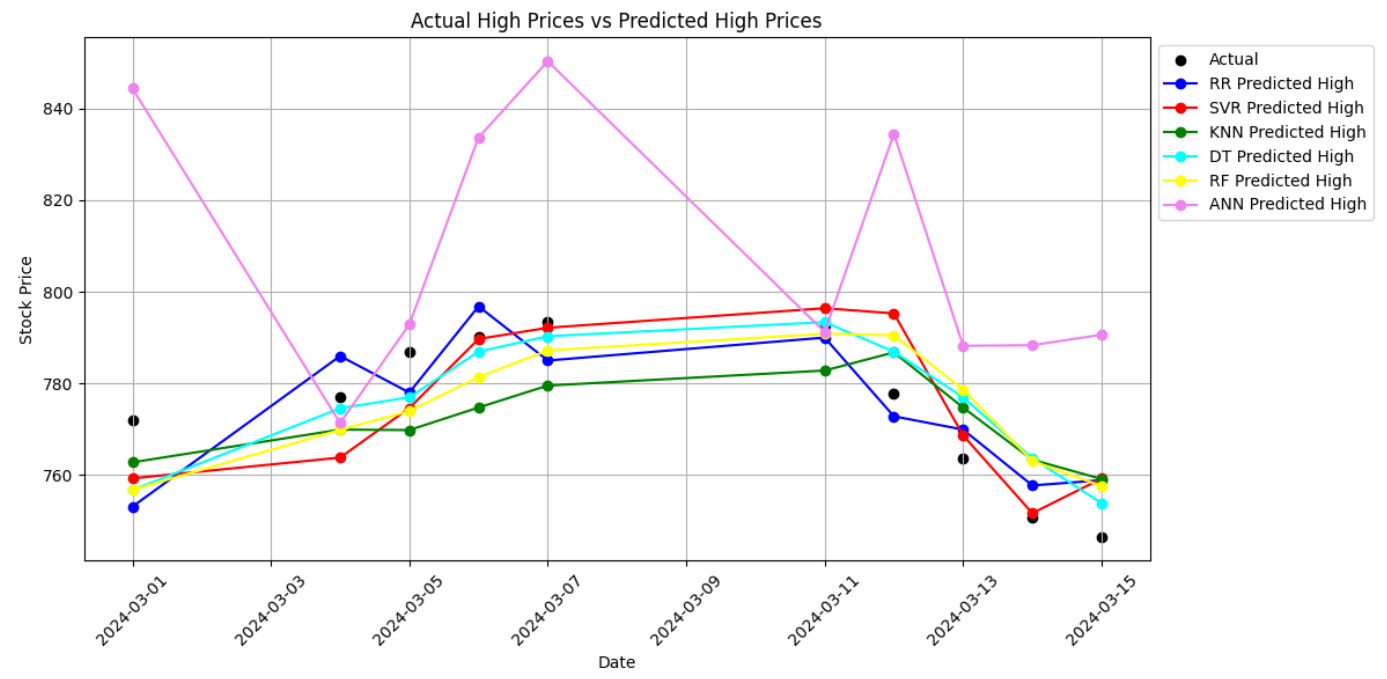 Actual High Prices vs Predicted High Prices
Stock Price
840
820
800
780
760
2024-03-01
2024-03-03
2024-03-05
2024-03-07
2024-03-09
2024-03-11
2024-03-13
2024-03-15
Date
Actual
RR Predicted High
SVR Predicted High
KNN Predicted High
DT Predicted High
RF Predicted High
ANN Predicted High